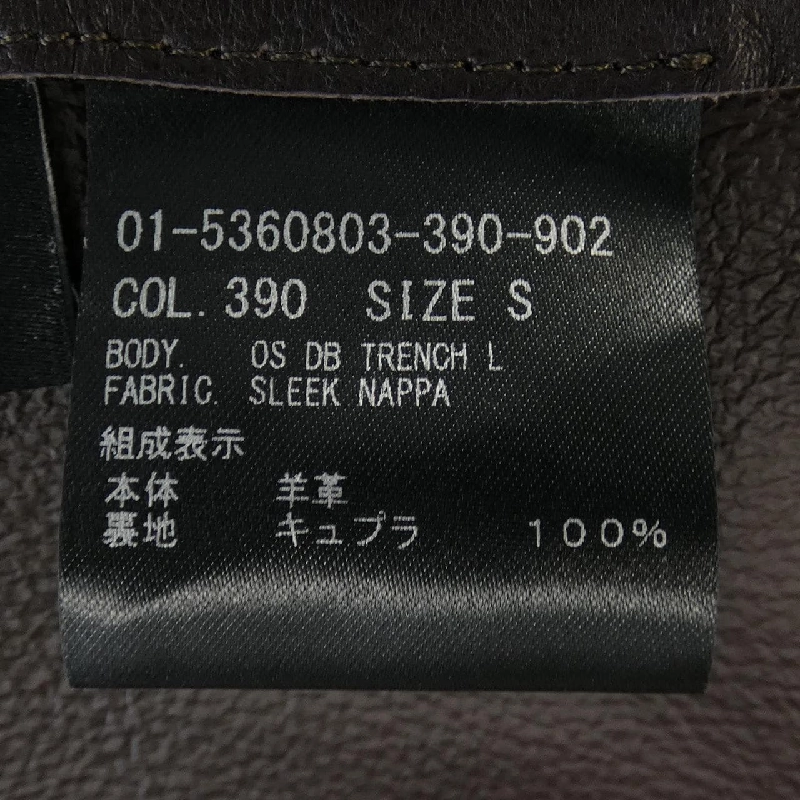 01-5360803-390-902
COL. 390 SIZE S
BODY. OS DB TRENCH L
FABRIC. SLEEK NAPPA
組成表示
本体 羊革
裏地 キュプラ 100%